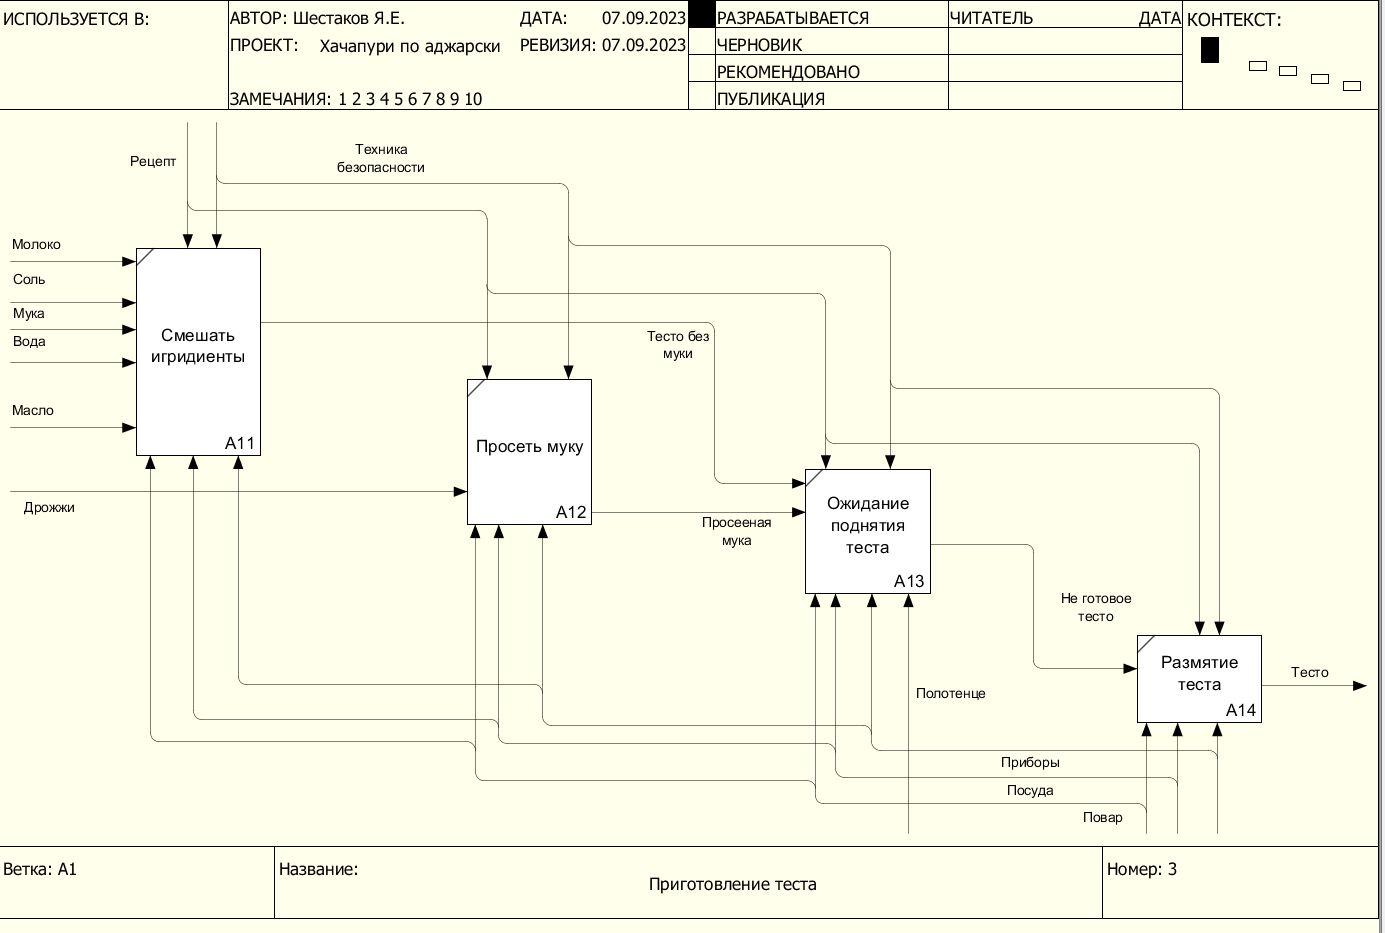 ИСПОЛЬЗУЕТСЯ В:
АВТОР: Шестаков Я.Е.
ДАТА: 07.09.2023
ПРОЕКТ: Хачапури по аджарски
РЕВИЗИЯ: 07.09.2023
ЗАМЕЧАНИЯ: 1 2 3 4 5 6 7 8 9 10
РАЗРАБАТЫВАЕТСЯ
ЧЕРНОВИК
РЕКОМЕНДОВАНО
ПУБЛИКАЦИЯ
ЧИТАТЕЛЬ
ДАТА
КОНТЕКСТ:
Рецепт
Техника
безопасности
Молоко
Соль
Мука
Вода
Масло
Смешать
игридиенты
A11
Тесто без
муки
Просеть муку
A12
Дрожжи
Просееная
мука
Ожидание
поднятия
теста
A13
Не готовое
тесто
Размятие
теста
A14
Тесто
Полотенце
Приборы
Посуда
Повар
Ветка: A1
Название:
Приготовление теста
Номер: 3